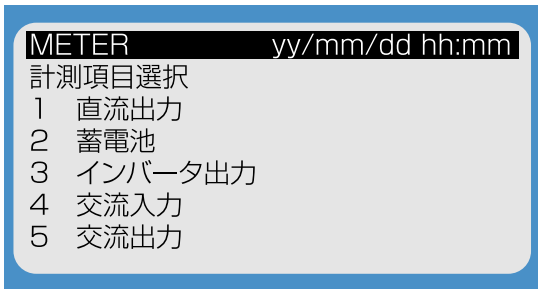 METER yy/mm/dd hh:mm
計測項目選択
1 直流出力
2 蓄電池
3 インバータ出力
4 交流入力
5 交流出力